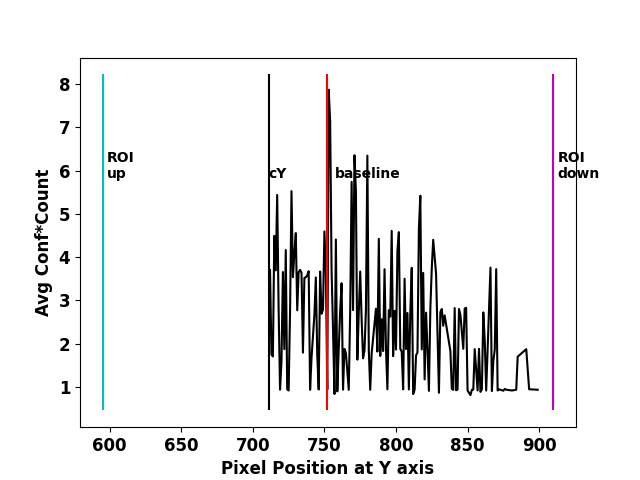 8
7
6
5
4
3
2
1
Avg Conf*Count
ROI
up
cY
baseline
ROI
down
600 650 700 750 800 850 900
Pixel Position at Y axis